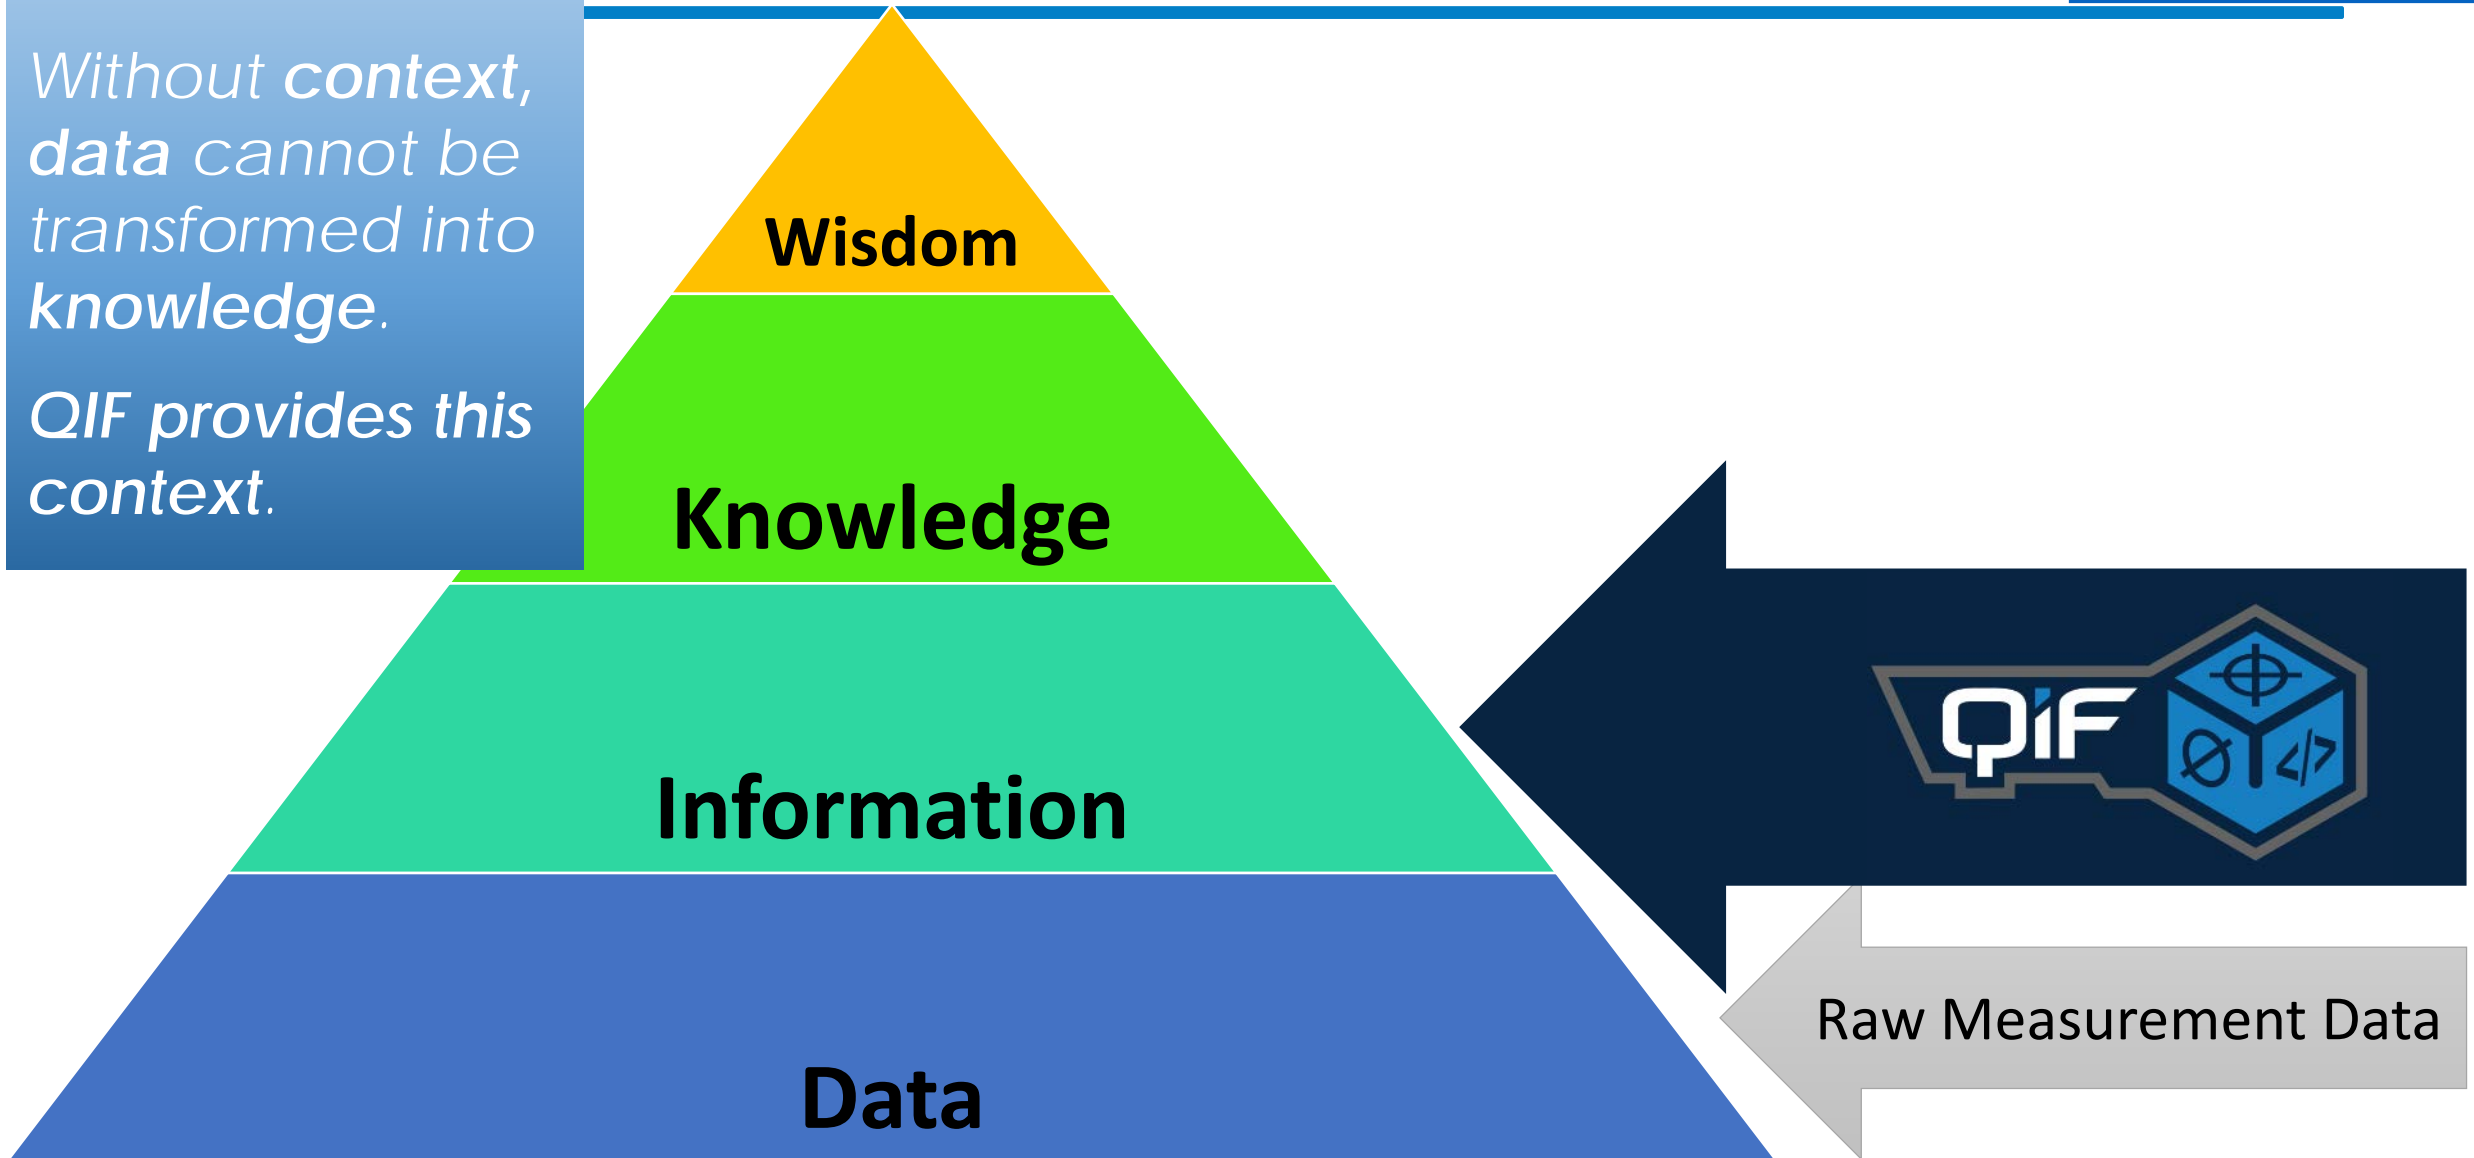 Without context,
data cannot be
transformed into
knowledge.
QIF provides this
context.
Wisdom
Knowledge
Information
Data
QiF
</>
Raw Measurement Data